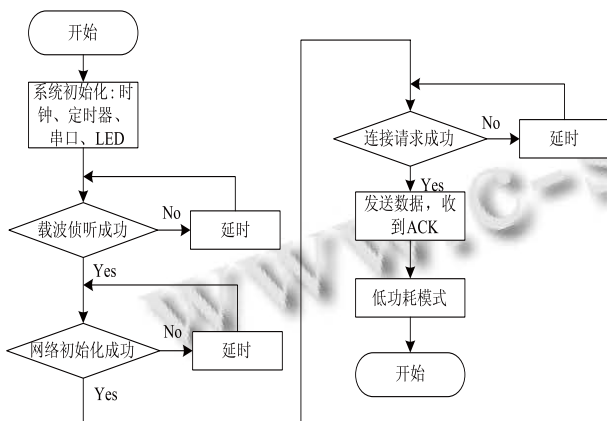 开始
系统初始化：时
钟、定时器、
串口、LED
载波侦听成功
No
延时
Yes
网络初始化成功
No
延时
Yes
连接请求成功
No
延时
Yes
发送数据，收
到ACK
低功耗模式
开始
www.c-s